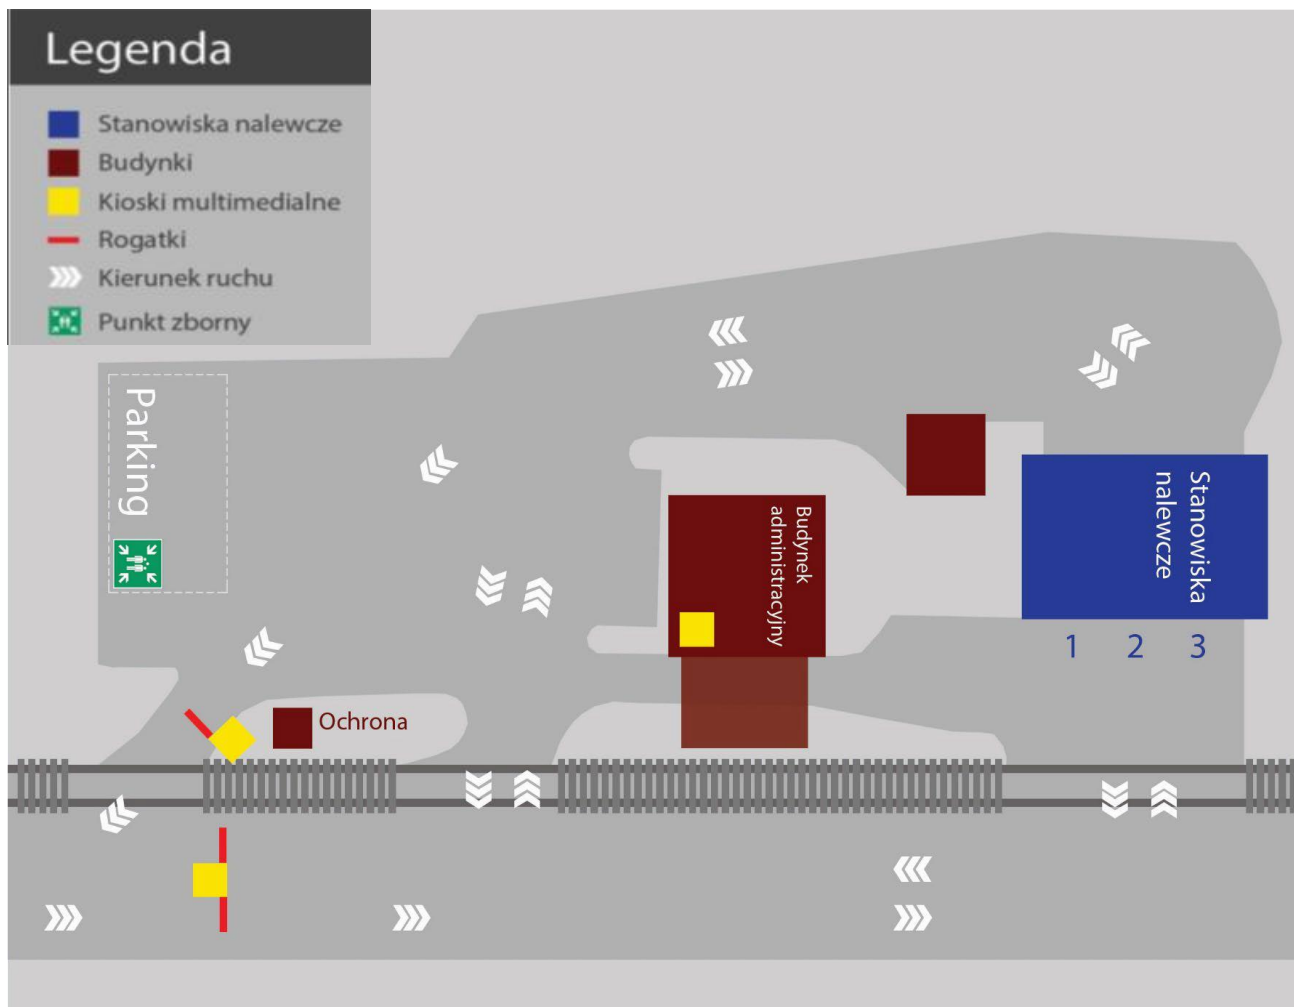 Legenda
Stanowiska nalewcze
Budynki
Kioski multimedialne
Rogatki
Kierunek ruchu
Punkt zborny
Parking
Budynek
administracyjny
Stanowiska
nalewcze
1 2 3
Ochrona